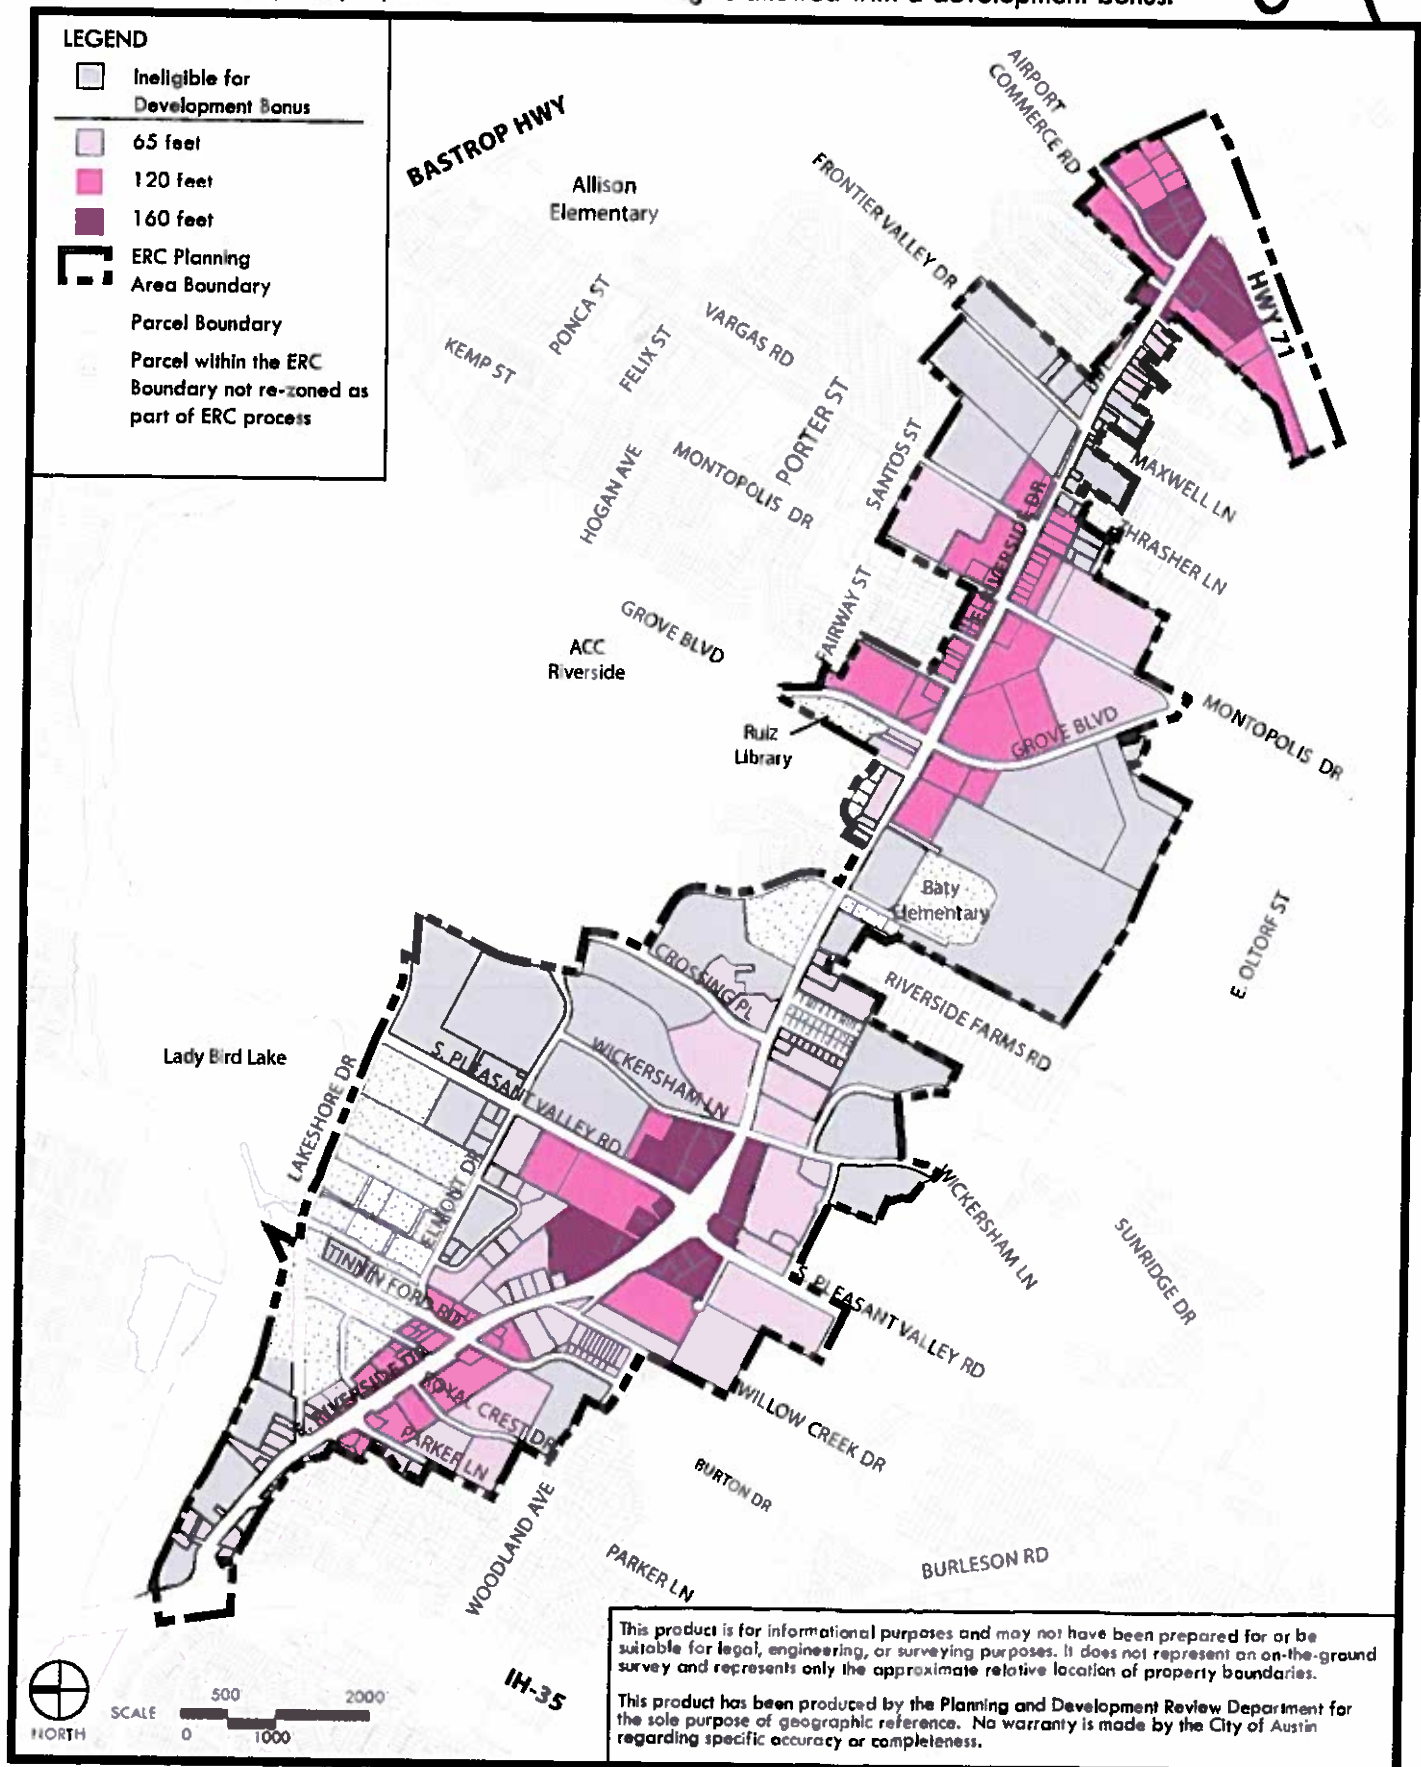 allowed with a development bonus.
LEGEND
Ineligible for
Development Bonus
65 feet
120 feet
160 feet
ERC Planning
Area Boundary
Parcel Boundary
Parcel within the ERC
Boundary not re-zoned as
part of ERC process
BASTROP HWY
Allison
Elementary
AIRPORT
COMMERCE RD
FRONTIER VALLEY DR
HWY 71
KEMP ST
PONCA ST
FELIX ST
VARGAS RD
PORTER ST
SANTOS ST
HOGAN AVE
MONTOPOLIS DR
MAXWELL LN
THRASHER LN
E. RIVERSIDE DR
FAIRWAY ST
GROVE BLVD
ACC
Riverside
Ruiz
Library
GROVE BLVD
MONTOPOLIS DR
Baty
Elementary
E. OLTORF ST
CROSSING PL
RIVERSIDE FARMS RD
Lady Bird Lake
LAKESHORE DR
S. PLEASANT VALLEY RD
WICKERSHAM LN
ELMONT DR
WICKERSHAM LN
SUNRIDGE DR
TINNIN FORD RD
S. PLEASANT VALLEY RD
E. RIVERSIDE DR
ROYAL CREST DR
PARKER LN
WILLOW CREEK DR
BURTON DR
WOODLAND AVE
PARKER LN
BURLESON RD
IH-35
NORTH
SCALE
500
2000
0
1000
This product is for informational purposes and may not have been prepared for or be
suitable for legal, engineering, or surveying purposes. It does not represent an on-the-ground
survey and represents only the approximate relative location of property boundaries.
This product has been produced by the Planning and Development Review Department for
the sole purpose of geographic reference. No warranty is made by the City of Austin
regarding specific accuracy or completeness.